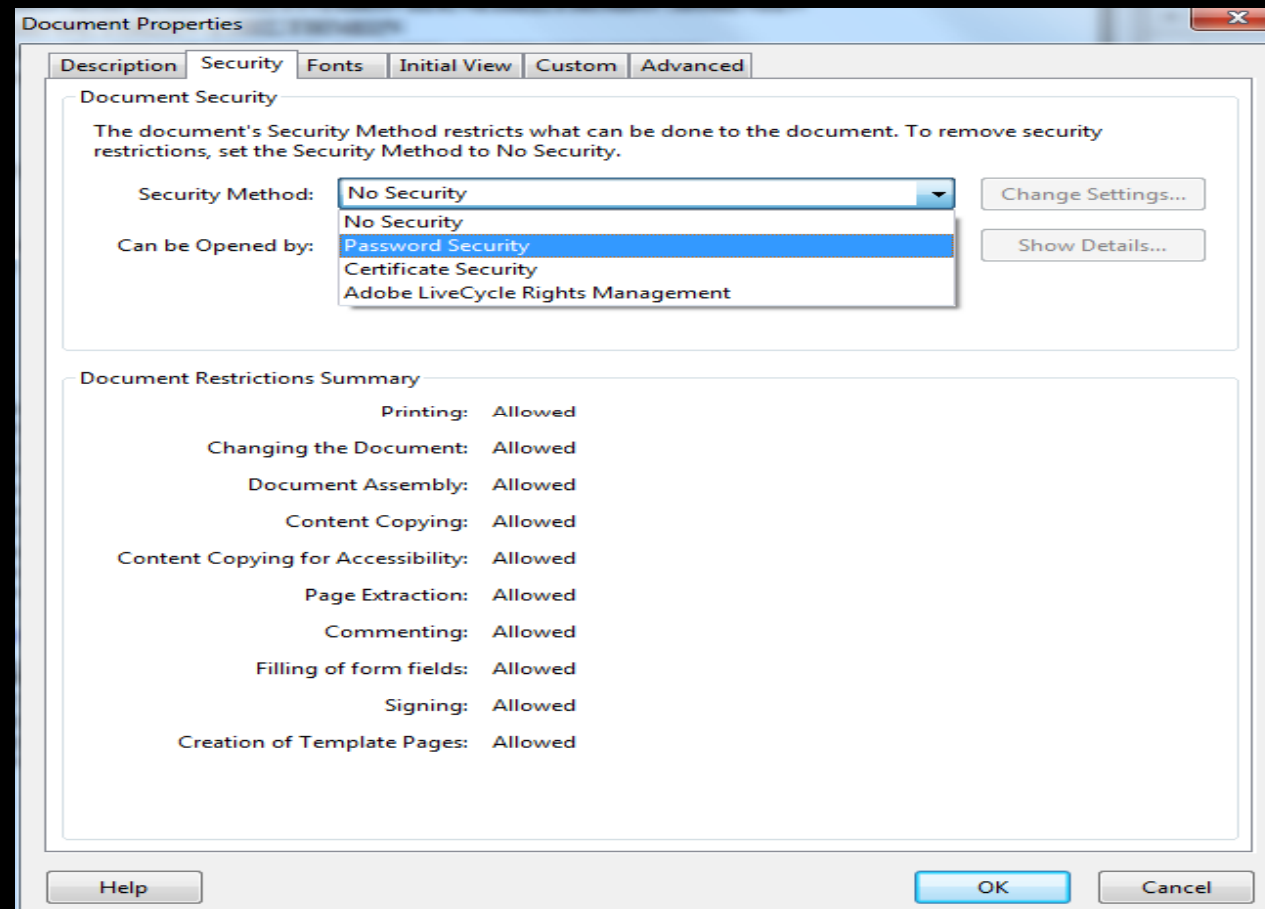 Document Properties
Description Security Fonts Initial View Custom Advanced
Document Security
The document's Security Method restricts what can be done to the document. To remove security
restrictions, set the Security Method to No Security.
Security Method: No Security Change Settings...
No Security
Can be Opened by: Password Security Show Details...
Certificate Security
Adobe LiveCycle Rights Management
Document Restrictions Summary
Printing: Allowed
Changing the Document: Allowed
Document Assembly: Allowed
Content Copying: Allowed
Content Copying for Accessibility: Allowed
Page Extraction: Allowed
Commenting: Allowed
Filling of form fields: Allowed
Signing: Allowed
Creation of Template Pages: Allowed
Help OK Cancel